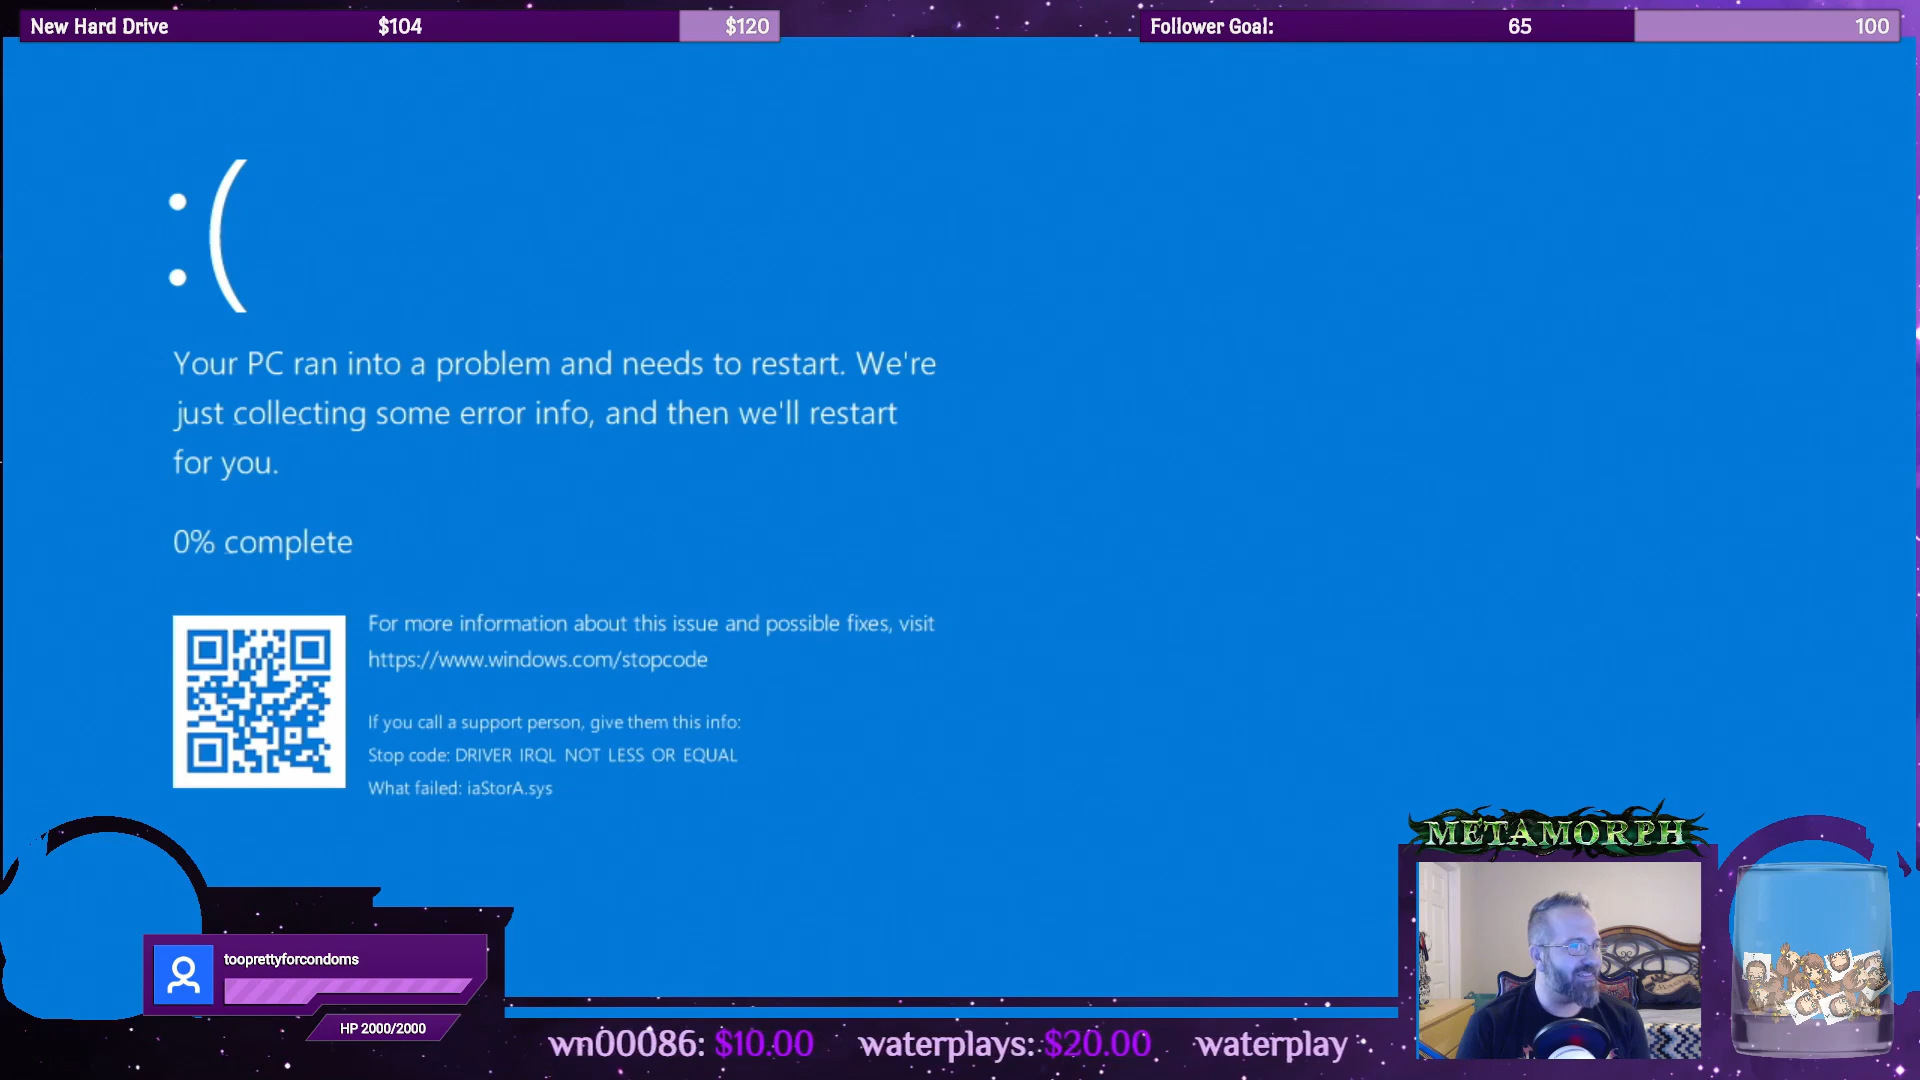 New Hard Drive $104 $120
Follower Goal: 65 100
:(
Your PC ran into a problem and needs to restart. We're
just collecting some error info, and then we'll restart
for you.
0% complete
For more information about this issue and possible fixes, visit
https://www.windows.com/stopcode
If you call a support person, give them this info:
Stop code: DRIVER IRQL NOT LESS OR EQUAL
What failed: iaStorA.sys
METAMORPH
tooprettyforcondoms
HP 2000/2000
wn00086: $10.00 waterplays: $20.00 waterplay